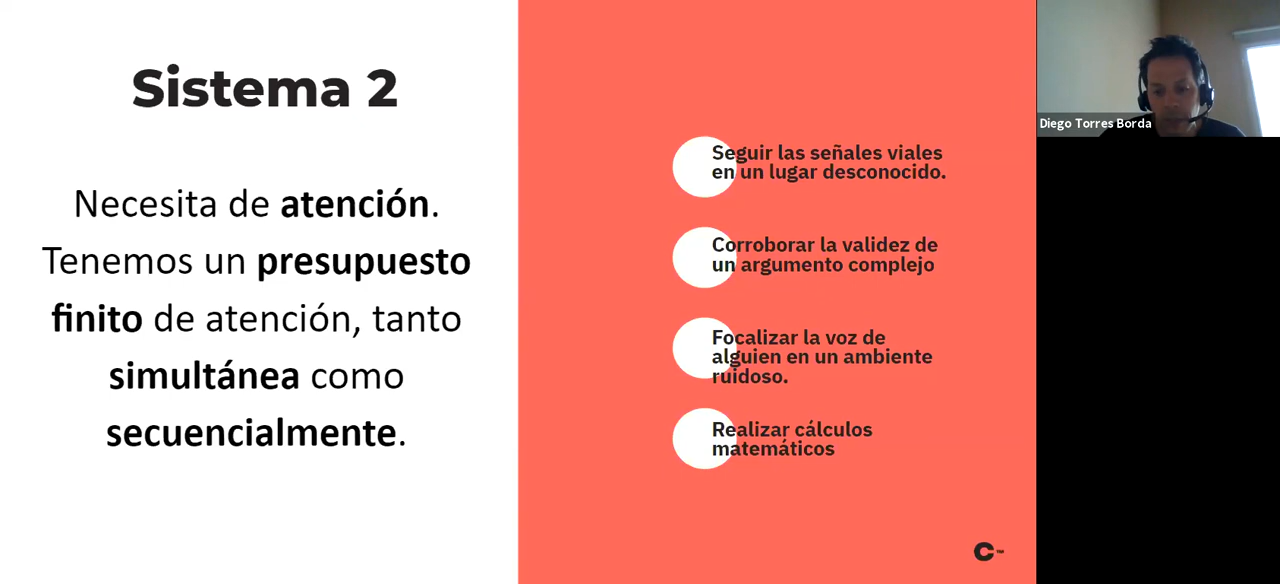 Sistema 2
Necesita de atención.
Tenemos un presupuesto
finito de atención, tanto
simultánea como
secuencialmente.
Seguir las señales viales
en un lugar desconocido.
Corroborar la validez de
un argumento complejo
Focalizar la voz de
alguien en un ambiente
ruidoso.
Realizar cálculos
matemáticos
C
Diego Torres Borda